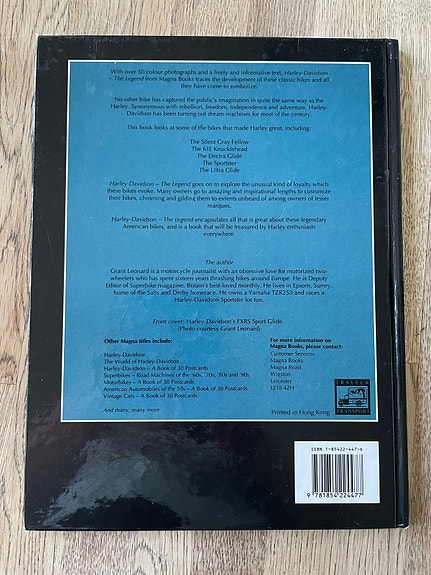 With over 50 colour photographs and a lively and informative text, Harley-Davidson
– The Legend from Magna Books traces the development of these classic bikes and all
they have come to symbolize.
No other bike has captured the public's imagination in quite the same way as the
Harley. Synonymous with rebellion, freedom, independence and adventure, Harley-
Davidson has been turning out dream machines for most of the century.
This book looks at some of the bikes that made Harley great, including:
The Silent Gray Fellow
The 61E Knucklehead
The Electra Glide
The Sportster
The Ultra Glide
Harley-Davidson – The Legend goes on to explore the unusual kind of loyalty which
these bikes evoke. Many owners go to amazing and inspirational lengths to customize
their bikes, chroming and gilding them to extents unheard of among owners of lesser
marques.
Harley-Davidson – The Legend encapsulates all that is great about these legendary
American bikes, and is a book that will be treasured by Harley enthusiasts
everywhere.
The author
Grant Leonard is a motorcycle journalist with an obsessive love for motorized two-
wheelers who has spent sixteen years thrashing bikes around Europe. He is Deputy
Editor of Superbike magazine, Britain's best-loved monthly. He lives in Epsom, Surrey,
home of the Salts and Derby horserace. He owns a Yamaha TZR250 and races a
Harley-Davidson Sportster for fun.
Front cover: Harley-Davidson's FXRS Sport Glide.
(Photo courtesy Grant Leonard)
Other Magna titles include:
Harley-Davidson
The World of Harley-Davidson
Harley-Davidson – A Book of 30 Postcards
Superbikes – Road Machines of the '60s, '70s, '80s and '90s
Motorbikes – A Book of 30 Postcards
American Automobiles of the 50s – A Book of 30 Postcards
Vintage Cars – A Book of 30 Postcards
And many, many more
For more information on
Magna Books, please contact:
Customer Services
Magna Books
Magna Road
Wigston
Leicester
LE18 4ZH
TRAVEL &
TRANSPORT
Printed in Hong Kong
ISBN 1-85422-447-6
9 781854 224477